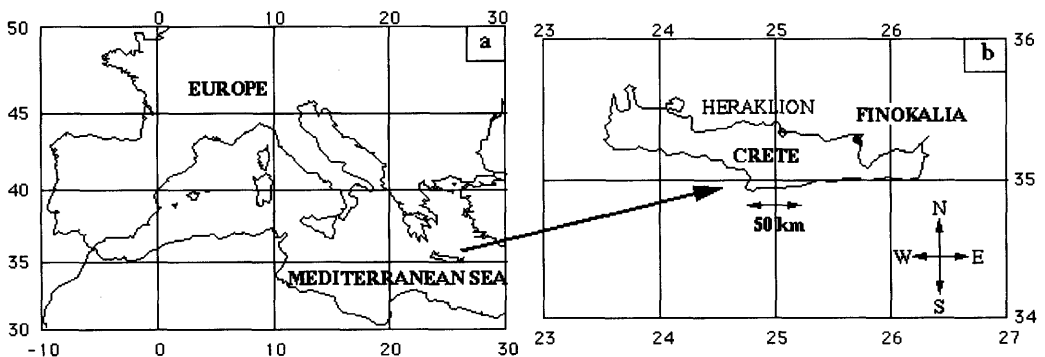 0 10 20 30
50
a
EUROPE
45
40
35
MEDITERRANEAN SEA
30
-10 0 10 20 30
23 24 25 26
36
b
HERAKLION
FINOKALIA
CRETE
35
50 km
N
W E
S
34
23 24 25 26 27